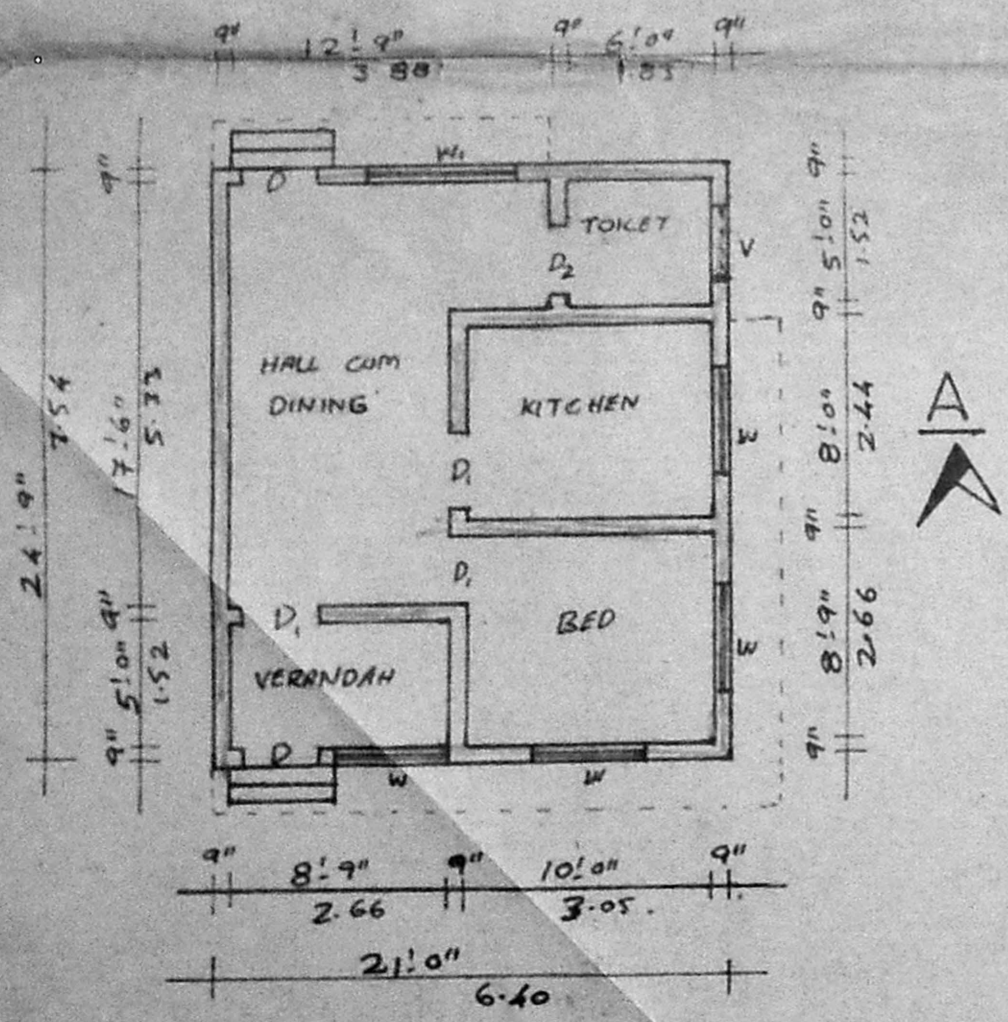 9" 12'-9" 9" 6'-0" 9"
3.88 1.83
W1
D
TOILET
V
D2
9" 5'-0" 9" 8'-0" 9" 8'-9" 9"
1.52 2.44 2.66
HALL CUM
DINING
KITCHEN
W
A
D1
D1
BED
W
D1
VERANDAH
D
W W
9" 17'-6" 9" 5'-0" 9"
5.33 1.52
24'-9"
7.54
9" 8'-9" 9" 10'-0" 9"
2.66 3.05.
21'-0"
6.40